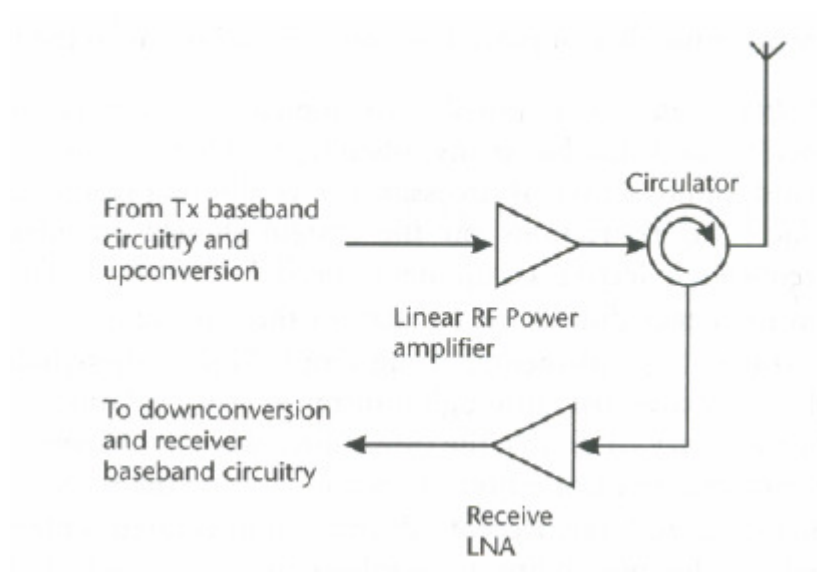 Circulator
From Tx baseband
circuitry and
upconversion
Linear RF Power
amplifier
To downconversion
and receiver
baseband circuitry
Receive
LNA